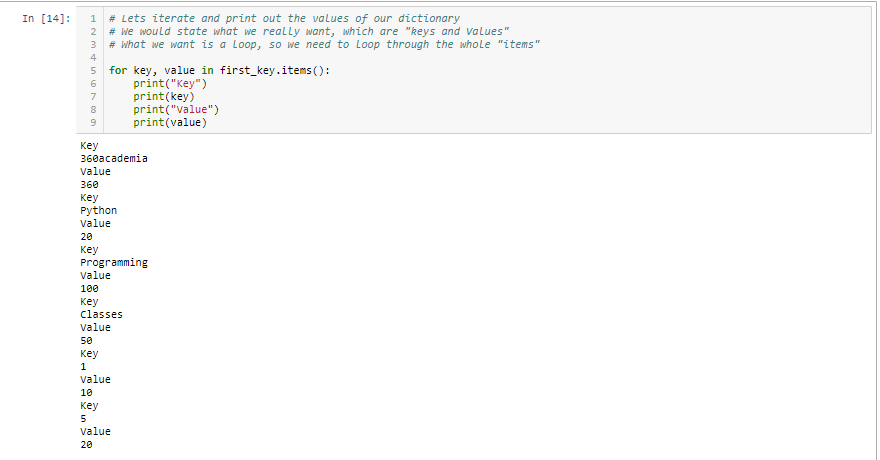 In [14]:
1 # Lets iterate and print out the values of our dictionary
2 # We would state what we really want, which are "keys and Values"
3 # What we want is a Loop, so we need to loop through the whole "items"
4
5 for key, value in first_key.items():
6     print("Key")
7     print(key)
8     print("Value")
9     print(value)
Key
360academia
Value
360
Key
Python
Value
20
Key
Programming
Value
100
Key
Classes
Value
50
Key
1
Value
10
Key
5
Value
20